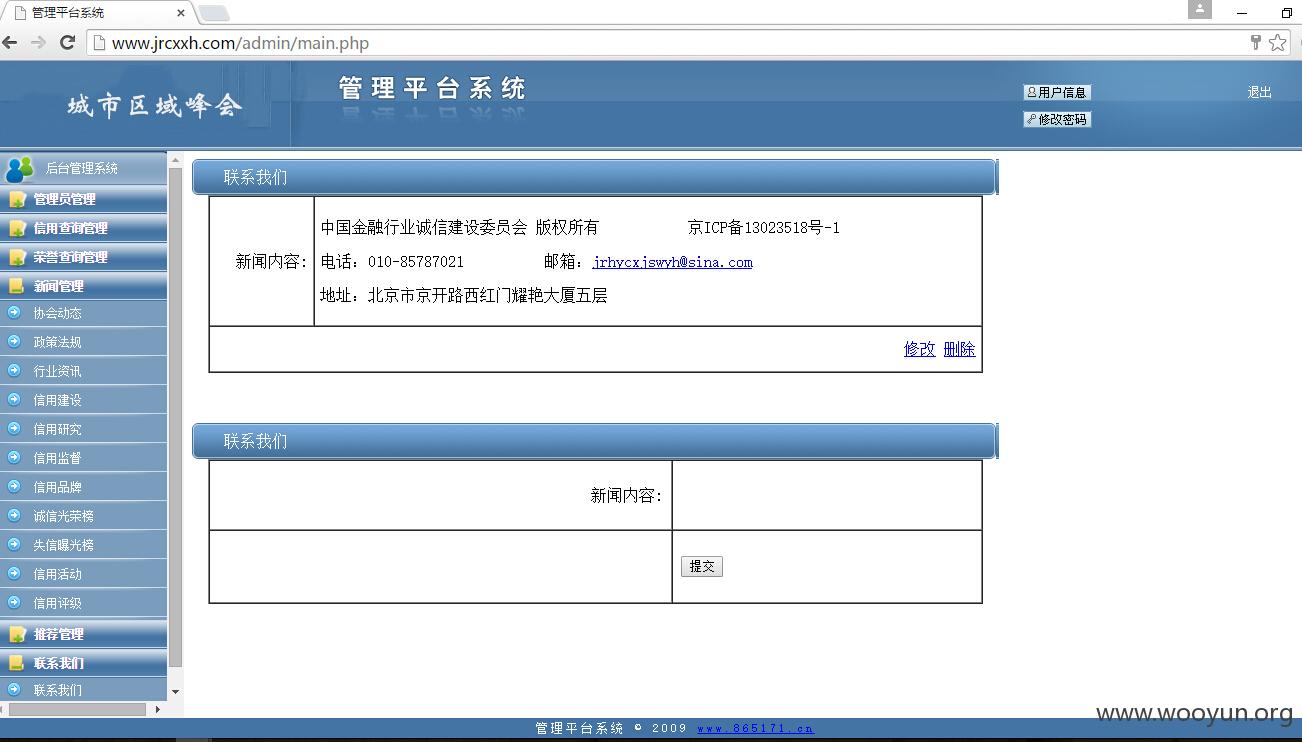 管理平台系统
www.jrcxxh.com/admin/main.php
城市区域峰会
管理平台系统
用户信息
修改密码
退出
后台管理系统
管理员管理
信用查询管理
荣誉查询管理
新闻管理
协会动态
政策法规
行业资讯
信用建设
信用研究
信用监督
信用品牌
诚信光荣榜
失信曝光榜
信用活动
信用评级
推荐管理
联系我们
联系我们
联系我们
新闻内容:
中国金融行业诚信建设委员会 版权所有 京ICP备13023518号-1
电话：010-85787021 邮箱：jrhycxjswyh@sina.com
地址：北京市京开路西红门耀艳大厦五层
修改 删除
联系我们
新闻内容:
提交
管理平台系统 © 2009 www.865171.cn
www.wooyun.org